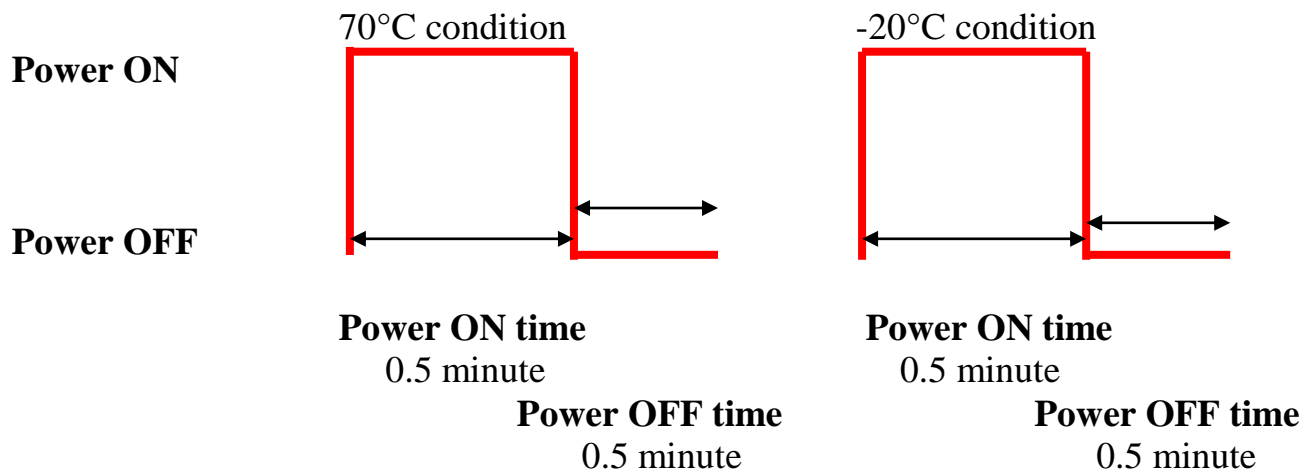 70°C condition -20°C condition
Power ON
Power OFF
Power ON time Power ON time
0.5 minute 0.5 minute
Power OFF time Power OFF time
0.5 minute 0.5 minute